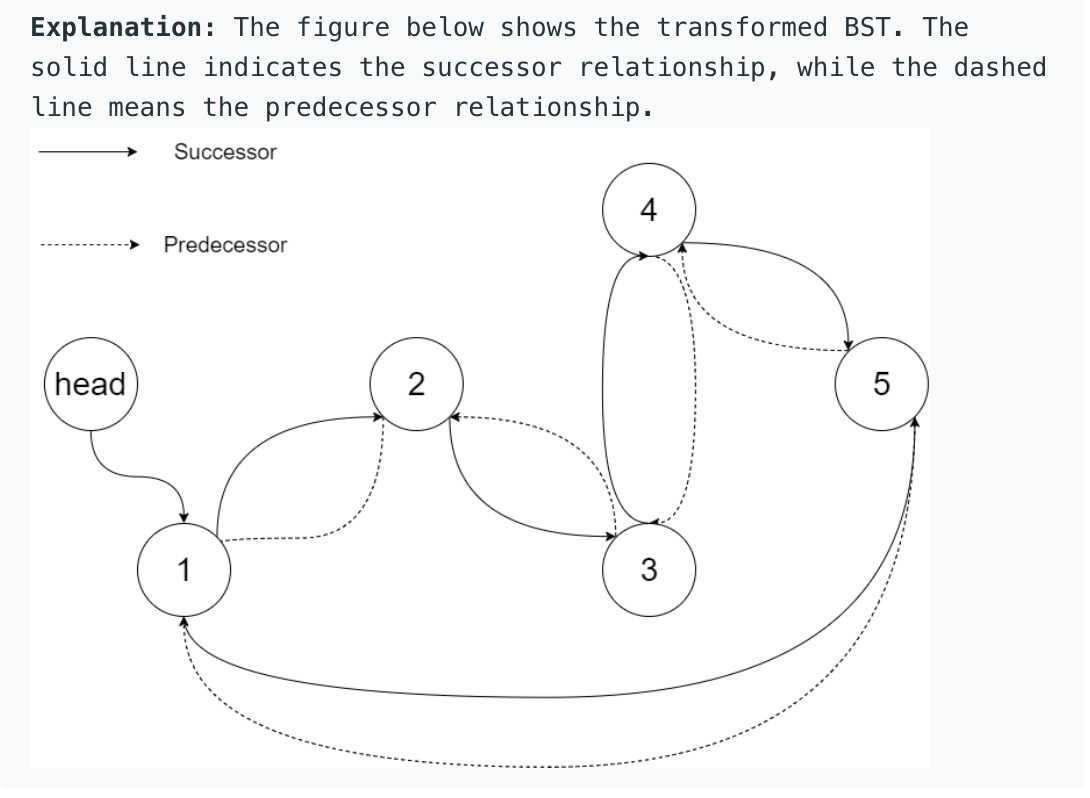 Explanation: The figure below shows the transformed BST. The
solid line indicates the successor relationship, while the dashed
line means the predecessor relationship.
Successor
Predecessor
4
head
2
5
1
3